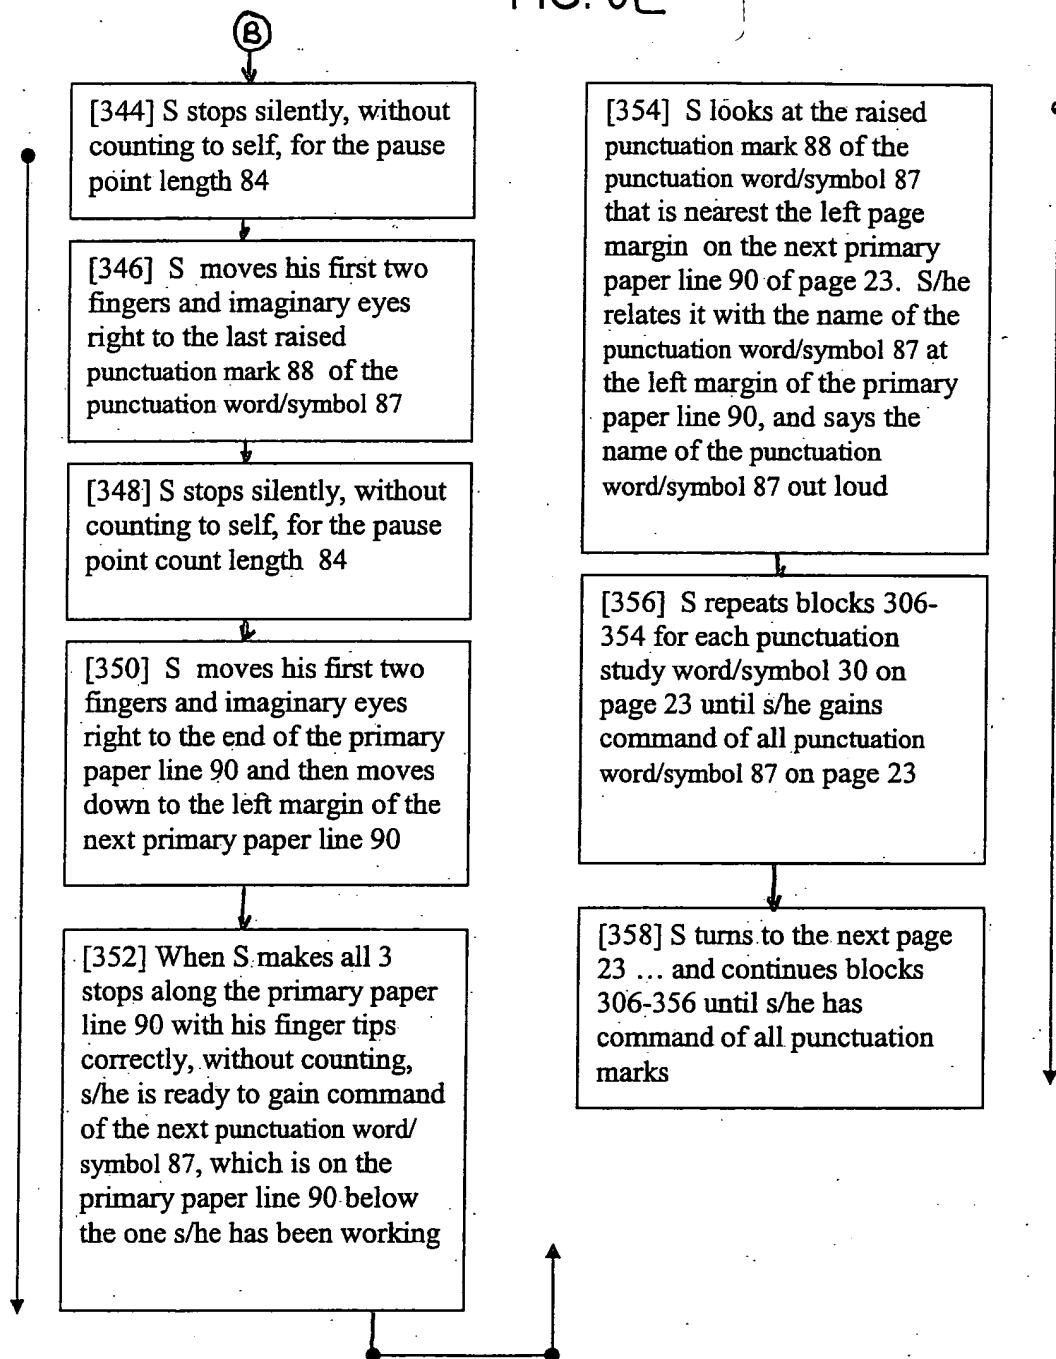 B
[344] S stops silently, without
counting to self, for the pause
point length 84
[346] S moves his first two
fingers and imaginary eyes
right to the last raised
punctuation mark 88 of the
punctuation word/symbol 87
[348] S stops silently, without
counting to self, for the pause
point count length 84
[350] S moves his first two
fingers and imaginary eyes
right to the end of the primary
paper line 90 and then moves
down to the left margin of the
next primary paper line 90
[352] When S makes all 3
stops along the primary paper
line 90 with his finger tips
correctly, without counting,
s/he is ready to gain command
of the next punctuation word/
symbol 87, which is on the
primary paper line 90 below
the one s/he has been working
[354] S looks at the raised
punctuation mark 88 of the
punctuation word/symbol 87
that is nearest the left page
margin on the next primary
paper line 90 of page 23. S/he
relates it with the name of the
punctuation word/symbol 87 at
the left margin of the primary
paper line 90, and says the
name of the punctuation
word/symbol 87 out loud
[356] S repeats blocks 306-
354 for each punctuation
study word/symbol 30 on
page 23 until s/he gains
command of all punctuation
word/symbol 87 on page 23
[358] S turns to the next page
23 ... and continues blocks
306-356 until s/he has
command of all punctuation
marks